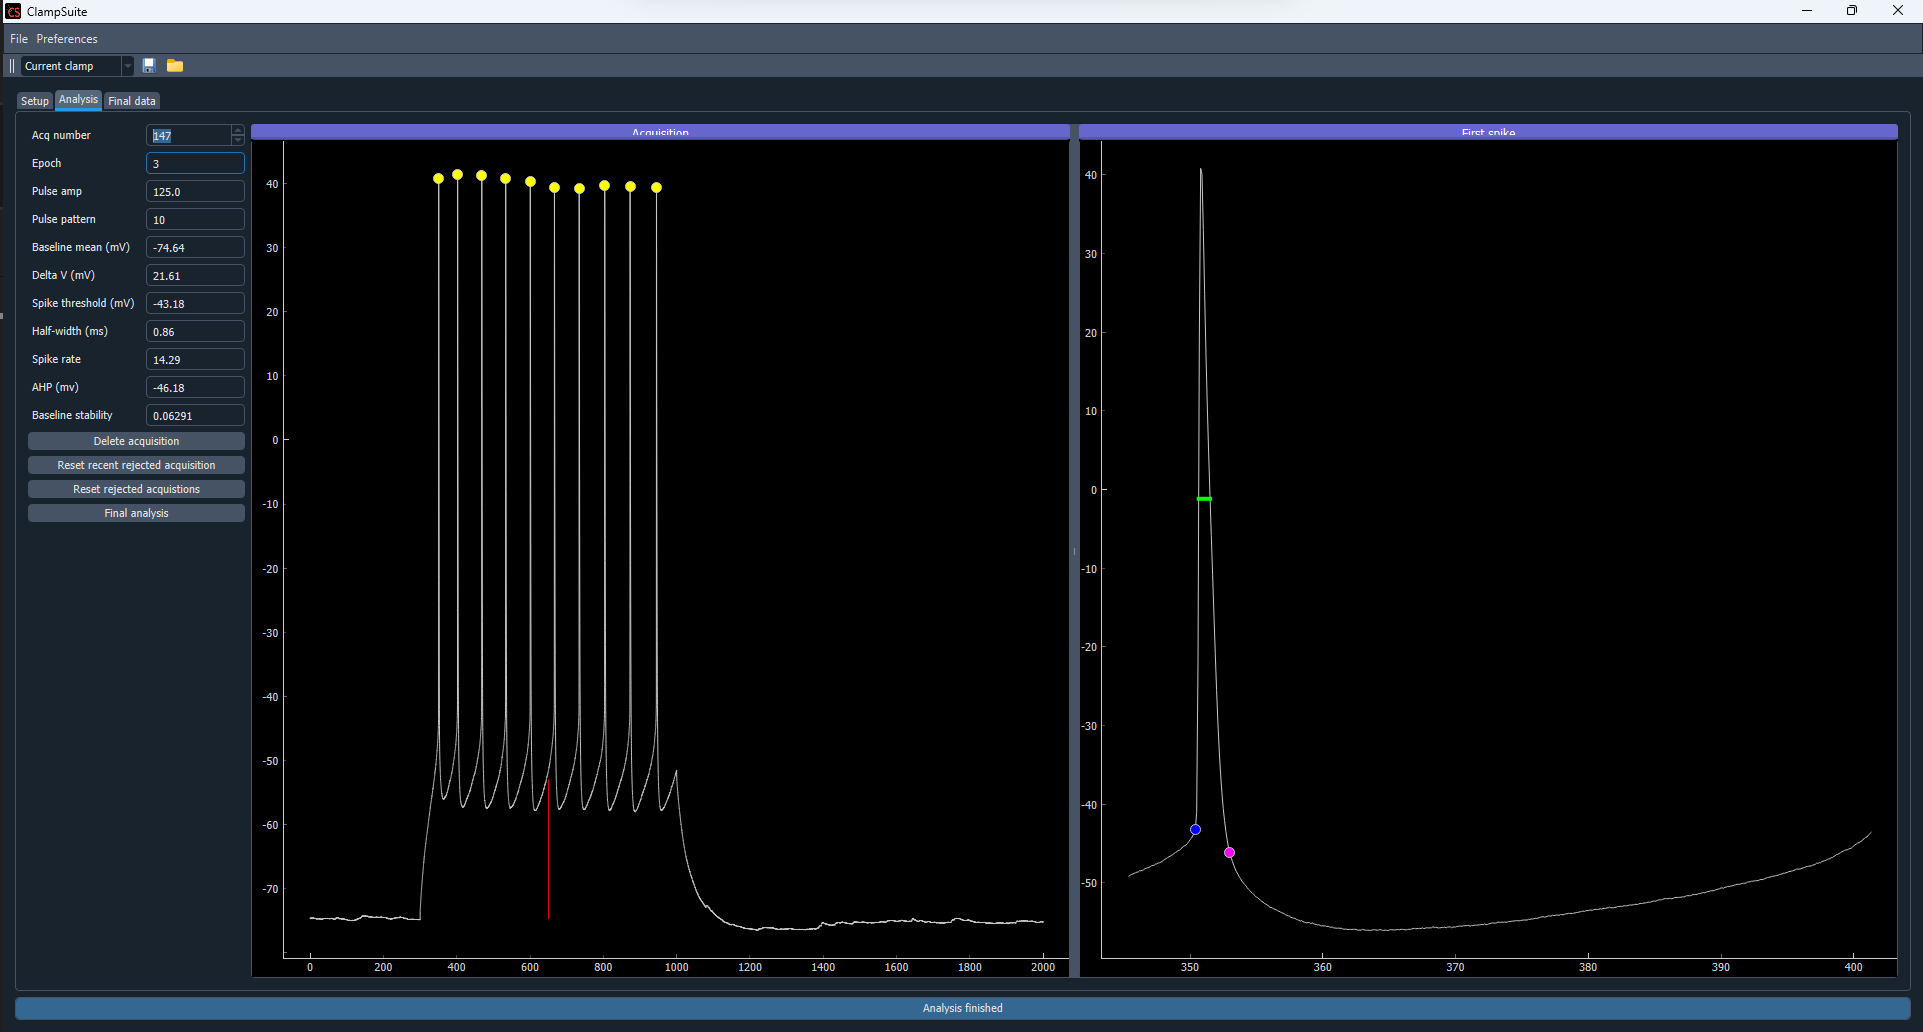 CS ClampSuite
File Preferences
Current clamp
Setup Analysis Final data
Acq number 147
Epoch 3
Pulse amp 125.0
Pulse pattern 10
Baseline mean (mV) -74.64
Delta V (mV) 21.61
Spike threshold (mV) -43.18
Half-width (ms) 0.86
Spike rate 14.29
AHP (mv) -46.18
Baseline stability 0.06291
Delete acquisition
Reset recent rejected acquisition
Reset rejected acquistions
Final analysis
Acquisition
40
30
20
10
0
-10
-20
-30
-40
-50
-60
-70
0 200 400 600 800 1000 1200 1400 1600 1800 2000
First spike
40
30
20
10
0
-10
-20
-30
-40
-50
350 360 370 380 390 400
Analysis finished